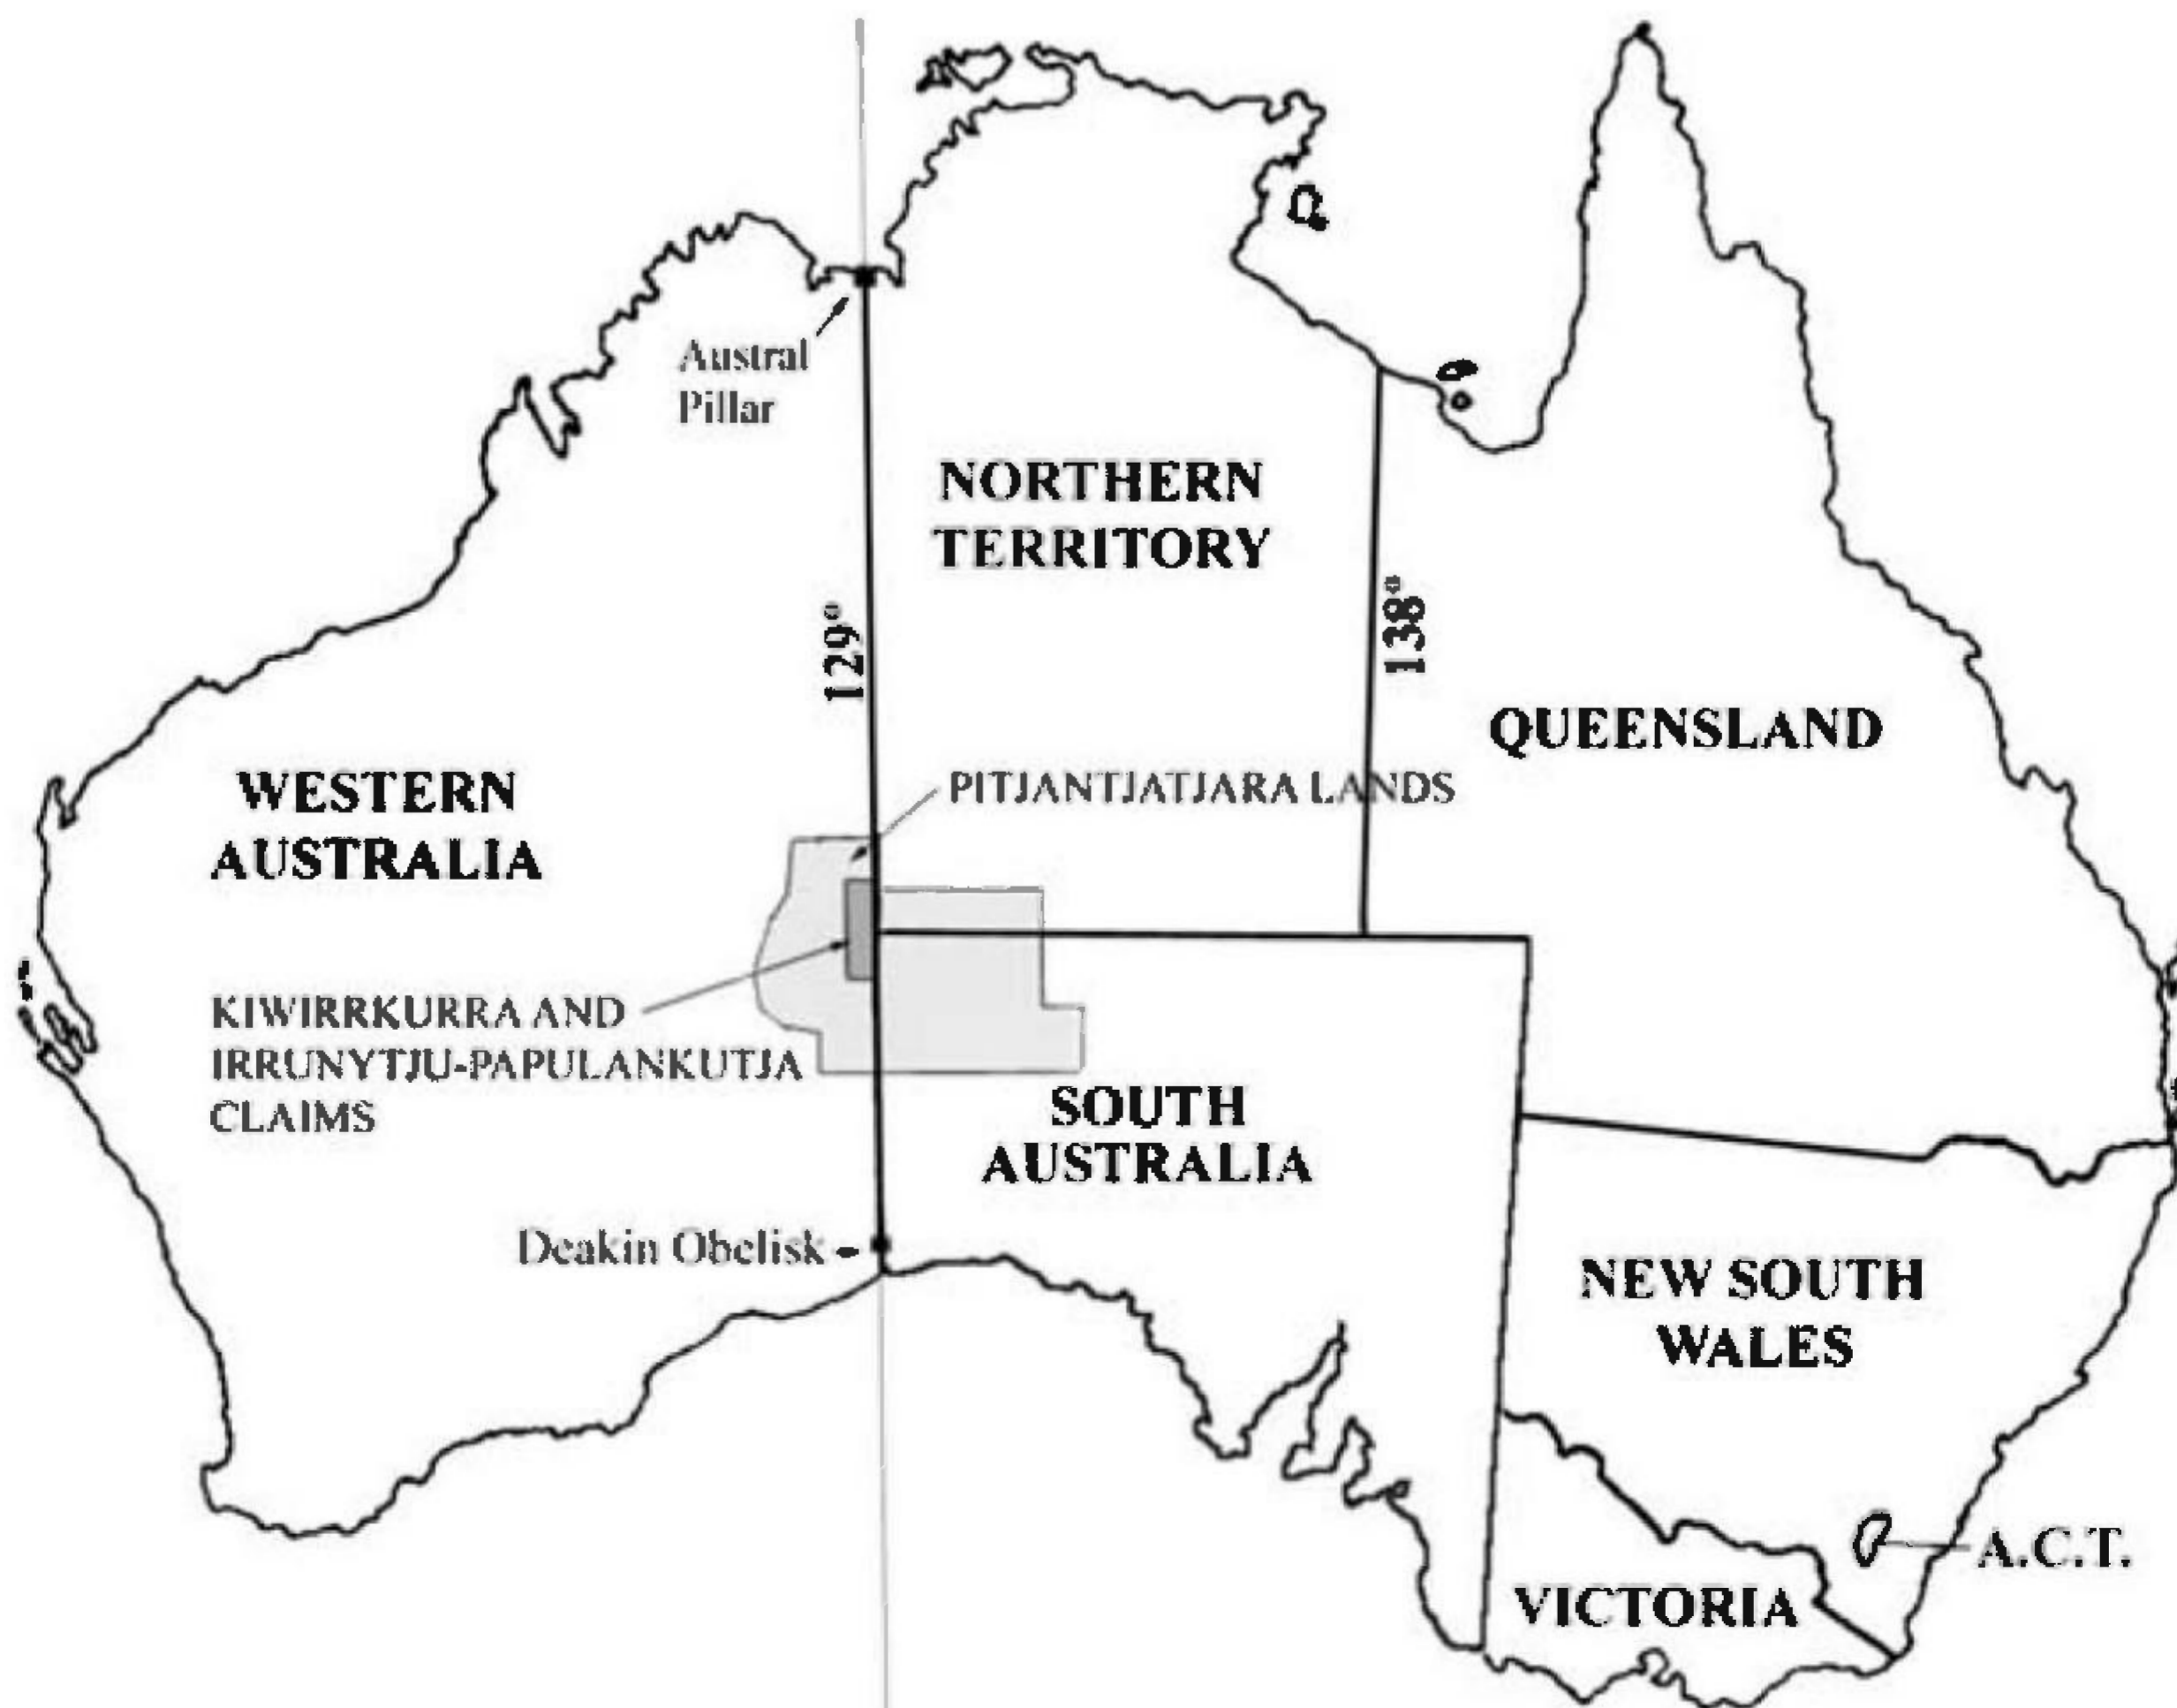 Austral
Pillar
NORTHERN
TERRITORY
129°
138°
QUEENSLAND
WESTERN
AUSTRALIA
PITJANTJATJARA LANDS
KIWIRRKURRA AND
IRRUNYTJU-PAPULANKUTJA
CLAIMS
SOUTH
AUSTRALIA
Deakin Obelisk
NEW SOUTH
WALES
A.C.T.
VICTORIA